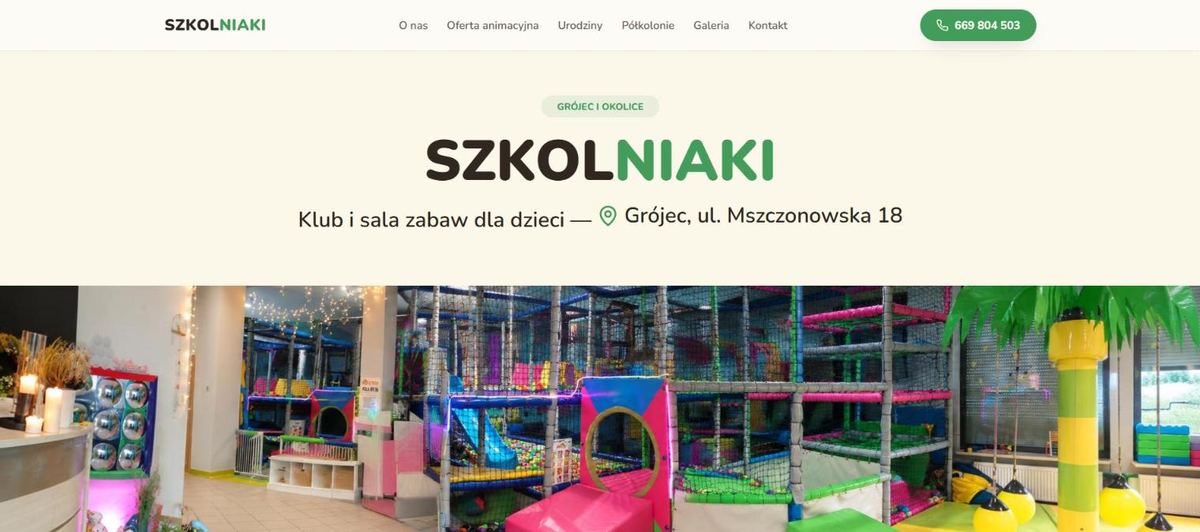 SZKOLNIAKI
O nas Oferta animacyjna Urodziny Półkolonie Galeria Kontakt
669 804 503
GRÓJEC I OKOLICE
SZKOLNIAKI
Klub i sala zabaw dla dzieci — Grójec, ul. Mszczonowska 18